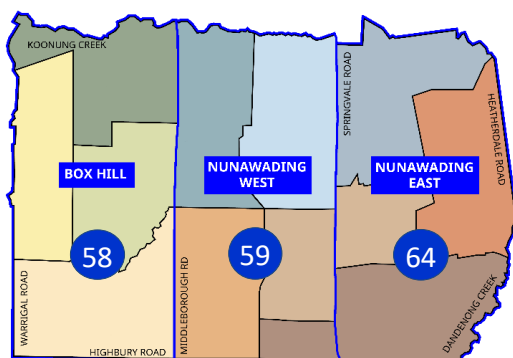 KOONUNG CREEK
SPRINGVALE ROAD
HEATHERDALE ROAD
BOX HILL
NUNAWADING
WEST
NUNAWADING
EAST
58
59
64
WARRIGAL ROAD
MIDDLEBOROUGH RD
DANDENONG CREEK
HIGHBURY ROAD